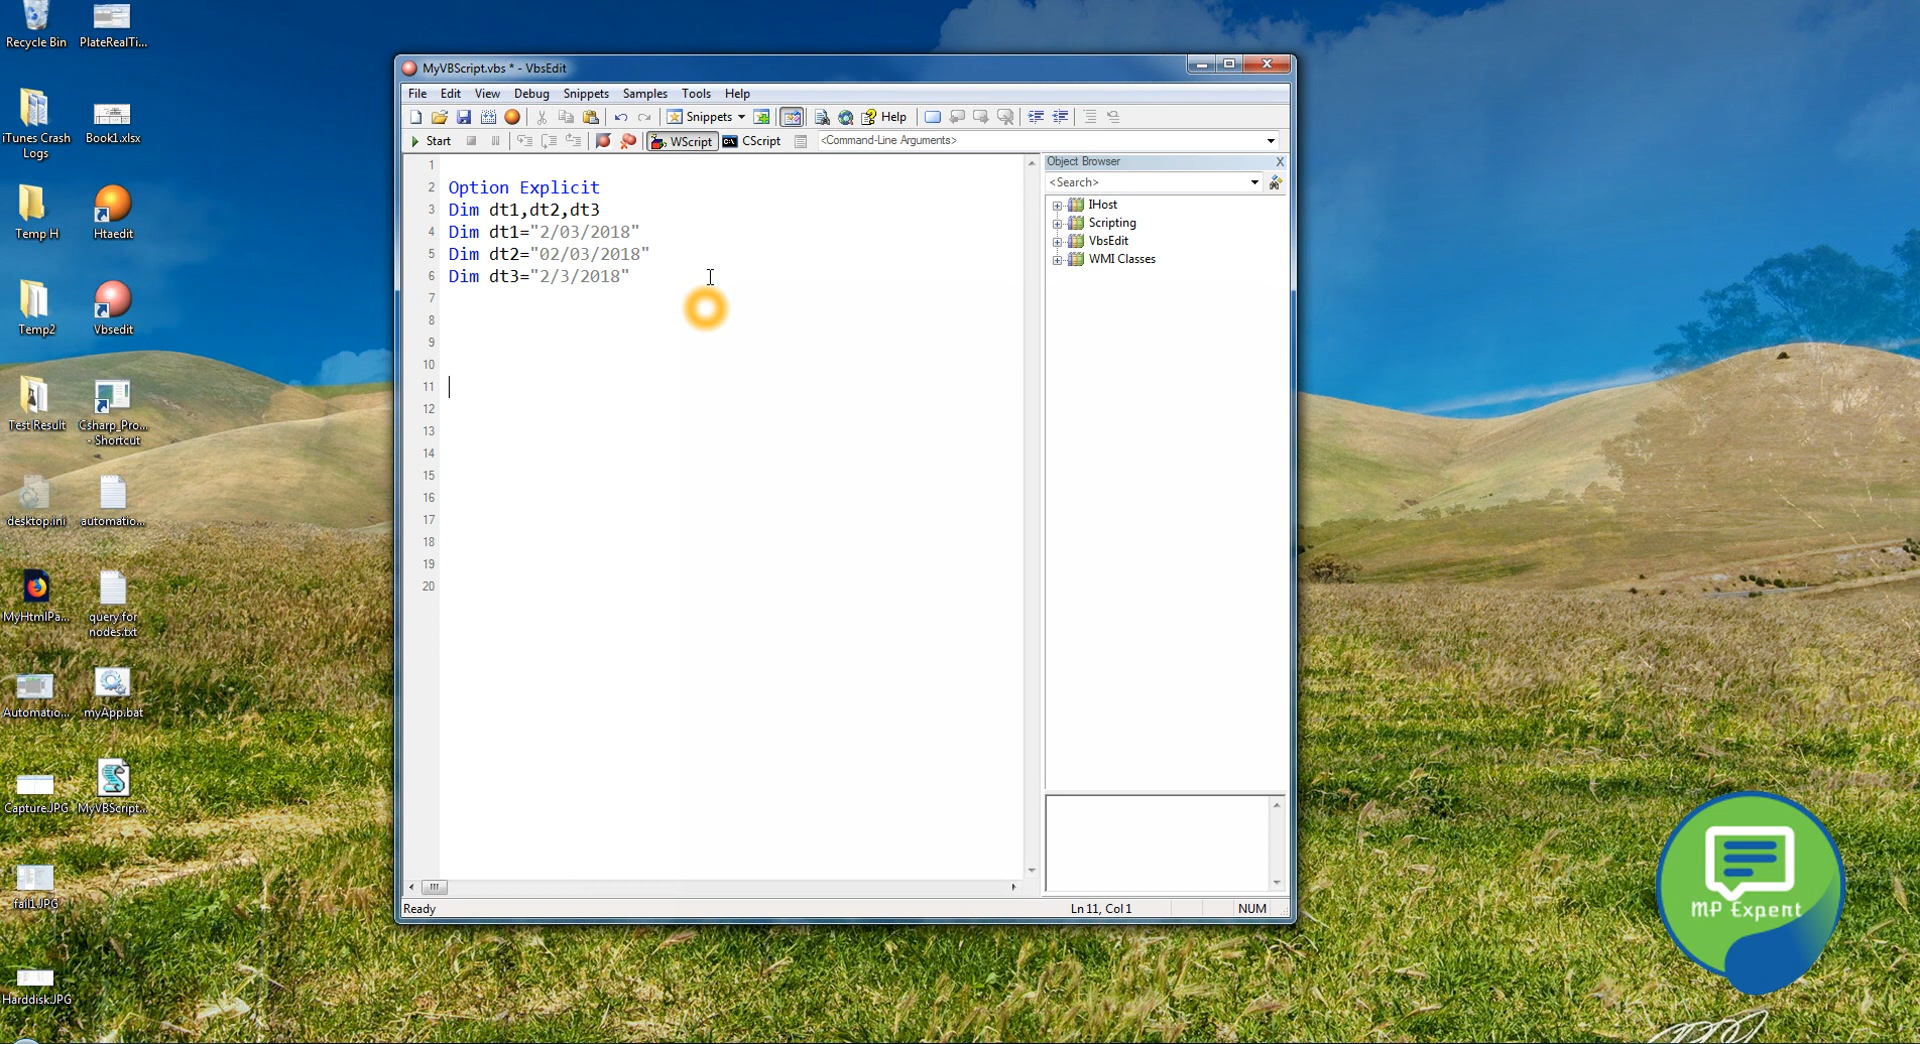 Recycle Bin
PlateRealTi...
iTunes Crash
Logs
Book1.xlsx
Temp H
Htaedit
Temp2
Vbsedit
Test Result
Csharp_Pro...
- Shortcut
desktop.ini
automatio...
MyHtmlPa...
query for
nodes.txt
Automatio...
myApp.bat
Capture.JPG
MyVBScript...
fail1.JPG
Harddisk.JPG
MyVBScript.vbs * - VbsEdit
File Edit View Debug Snippets Samples Tools Help
Snippets Help
Start WScript CScript <Command-Line Arguments>
1
2 Option Explicit
3 Dim dt1,dt2,dt3
4 Dim dt1="2/03/2018"
5 Dim dt2="02/03/2018"
6 Dim dt3="2/3/2018"
7
8
9
10
11
12
13
14
15
16
17
18
19
20
Object Browser X
<Search>
IHost
Scripting
VbsEdit
WMI Classes
Ready Ln 11, Col 1 NUM
MP Expert